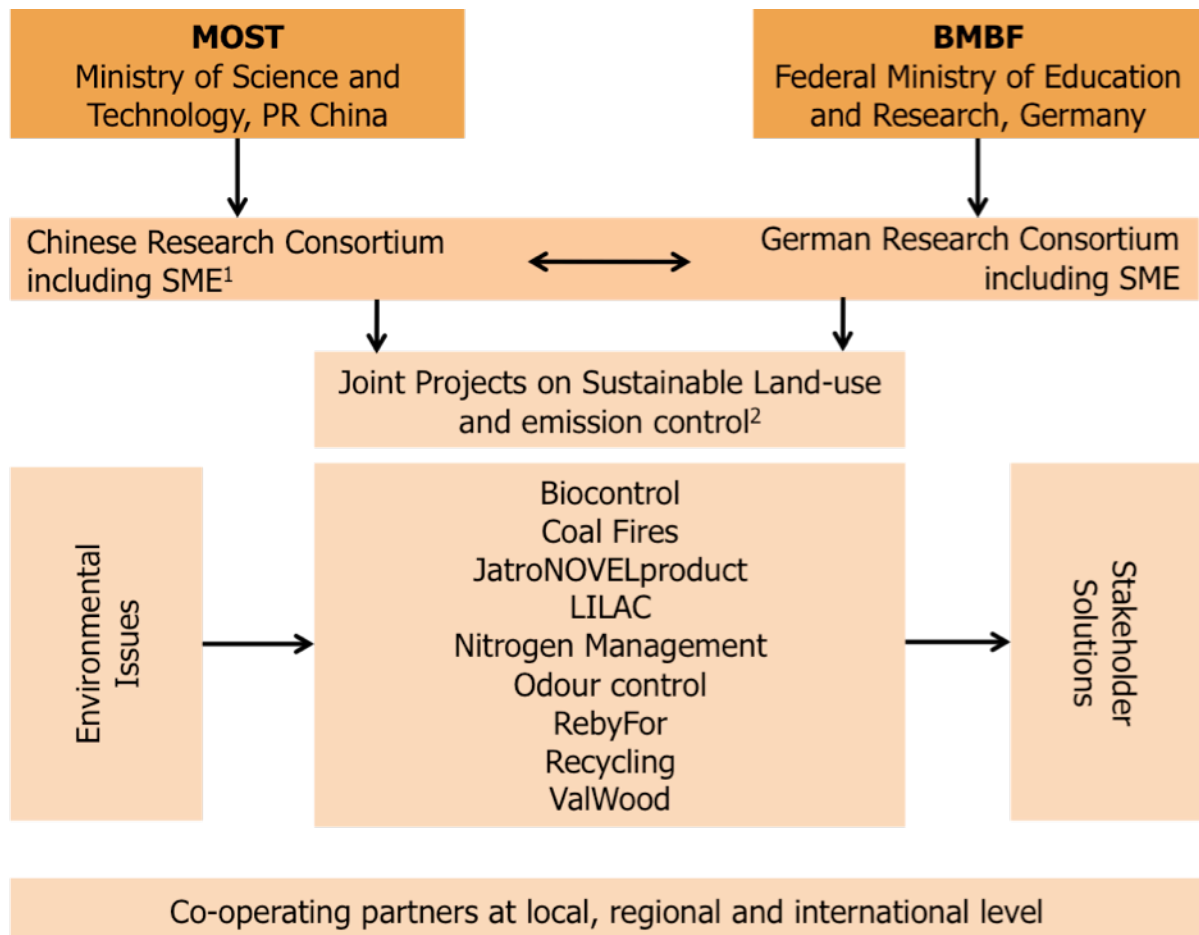 MOST
Ministry of Science and
Technology, PR China
BMBF
Federal Ministry of Education
and Research, Germany
Chinese Research Consortium
including SME¹
German Research Consortium
including SME
Joint Projects on Sustainable Land-use
and emission control²
Environmental
Issues
Biocontrol
Coal Fires
JatroNOVELproduct
LILAC
Nitrogen Management
Odour control
RebyFor
Recycling
ValWood
Stakeholder
Solutions
Co-operating partners at local, regional and international level